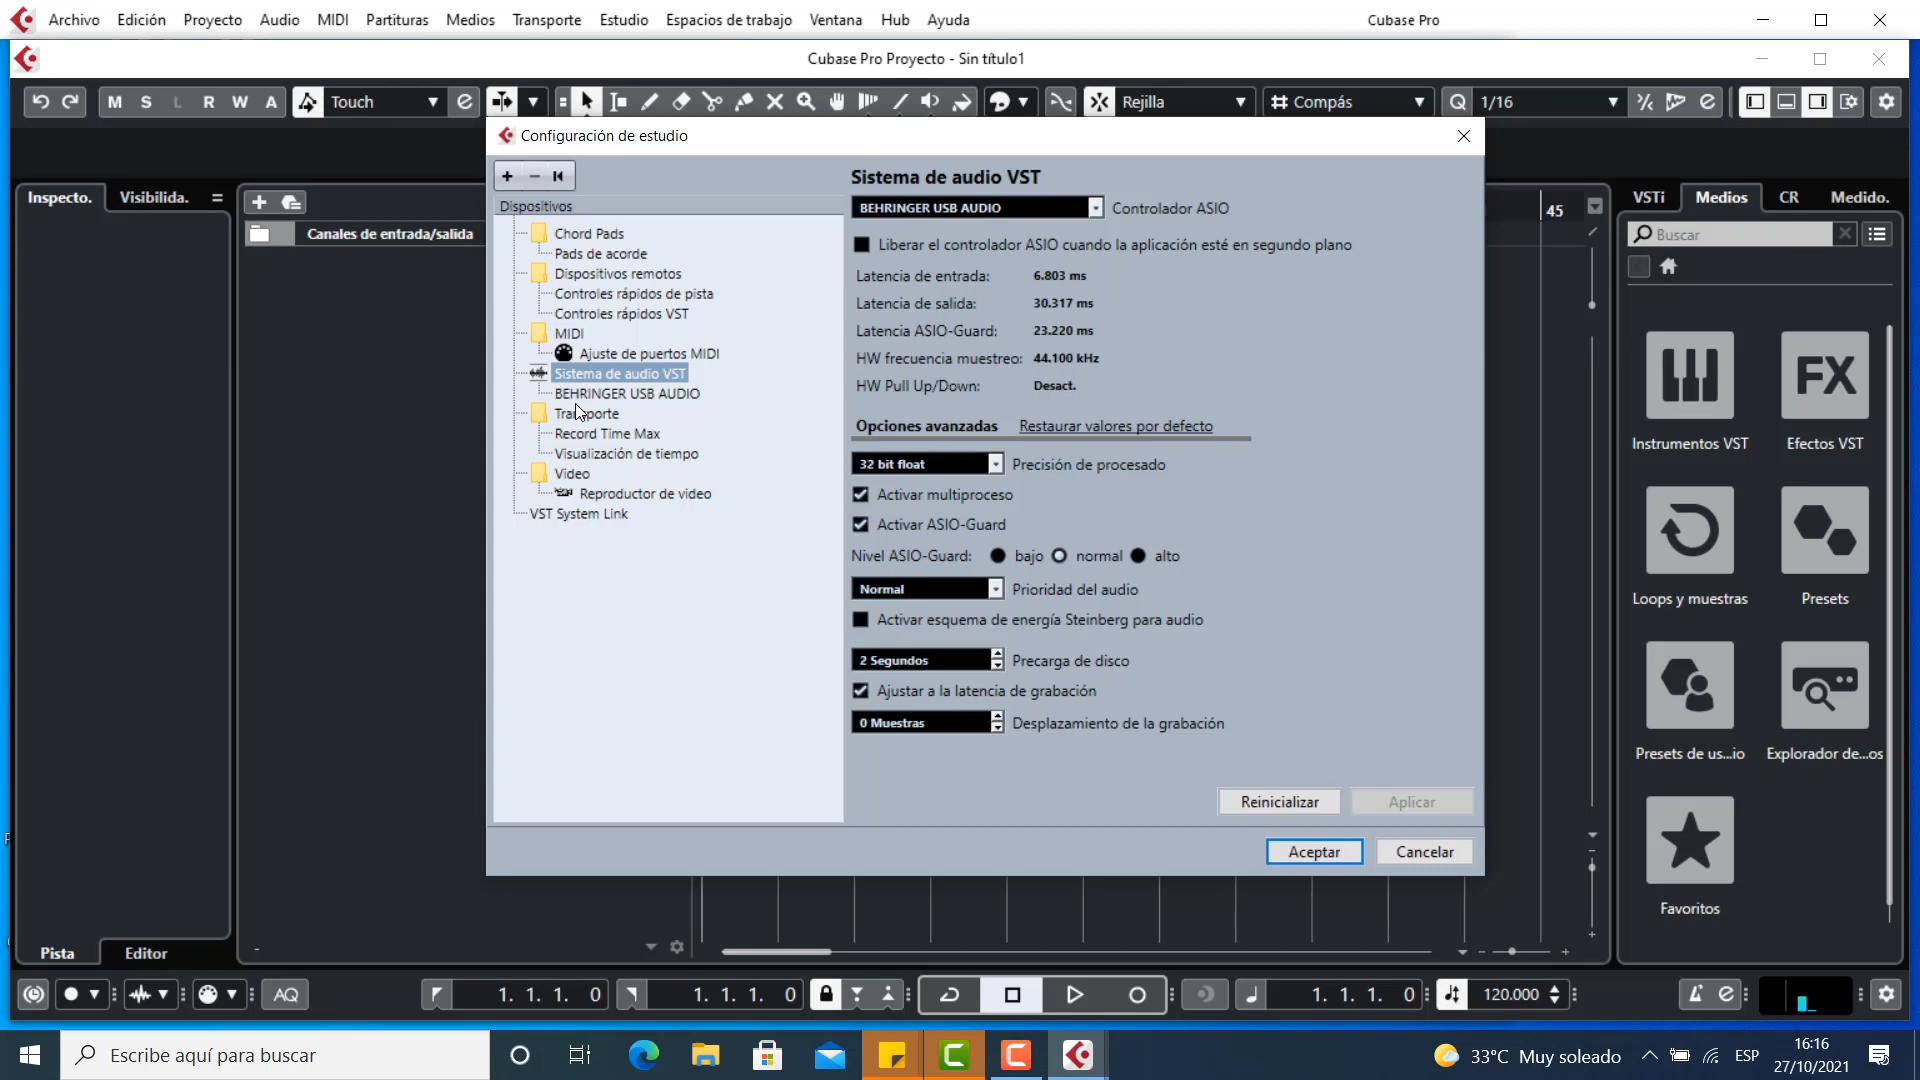 Archivo Edición Proyecto Audio MIDI Partituras Medios Transporte Estudio Espacios de trabajo Ventana Hub Ayuda Cubase Pro
Cubase Pro Proyecto - Sin título1
M S L R W A Touch e Rejilla Compás Q 1/16 e
Configuración de estudio
Inspecto. Visibilida.
Canales de entrada/salida
Dispositivos
Chord Pads
Pads de acorde
Dispositivos remotos
Controles rápidos de pista
Controles rápidos VST
MIDI
Ajuste de puertos MIDI
Sistema de audio VST
BEHRINGER USB AUDIO
Transporte
Record Time Max
Visualización de tiempo
Video
Reproductor de video
VST System Link
Sistema de audio VST
BEHRINGER USB AUDIO Controlador ASIO
Liberar el controlador ASIO cuando la aplicación esté en segundo plano
Latencia de entrada: 6.803 ms
Latencia de salida: 30.317 ms
Latencia ASIO-Guard: 23.220 ms
HW frecuencia muestreo: 44.100 kHz
HW Pull Up/Down: Desact.
Opciones avanzadas Restaurar valores por defecto
32 bit float Precisión de procesado
Activar multiproceso
Activar ASIO-Guard
Nivel ASIO-Guard: bajo normal alto
Normal Prioridad del audio
Activar esquema de energía Steinberg para audio
2 Segundos Precarga de disco
Ajustar a la latencia de grabación
0 Muestras Desplazamiento de la grabación
Reinicializar Aplicar
Aceptar Cancelar
45
VSTi Medios CR Medido.
Buscar
Instrumentos VST
FX
Efectos VST
Loops y muestras
Presets
Presets de us...io
Explorador de...os
Favoritos
Pista Editor
AQ 1. 1. 1. 0 1. 1. 1. 0 1. 1. 1. 0 120.000 e
Escribe aquí para buscar
33°C Muy soleado ESP 16:16
27/10/2021